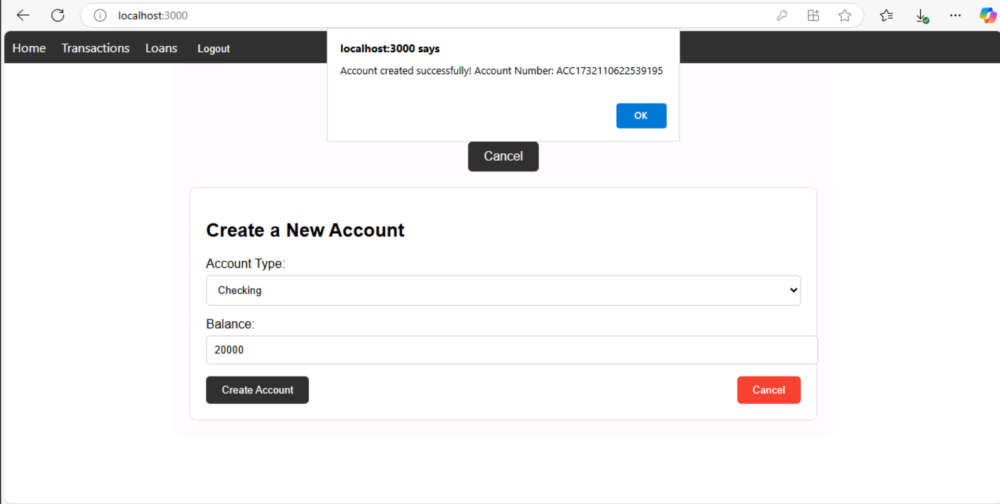 localhost:3000
Home Transactions Loans Logout
localhost:3000 says
Account created successfully! Account Number: ACC1732110622539195
OK
Cancel
Create a New Account
Account Type:
Checking
Balance:
20000
Create Account Cancel